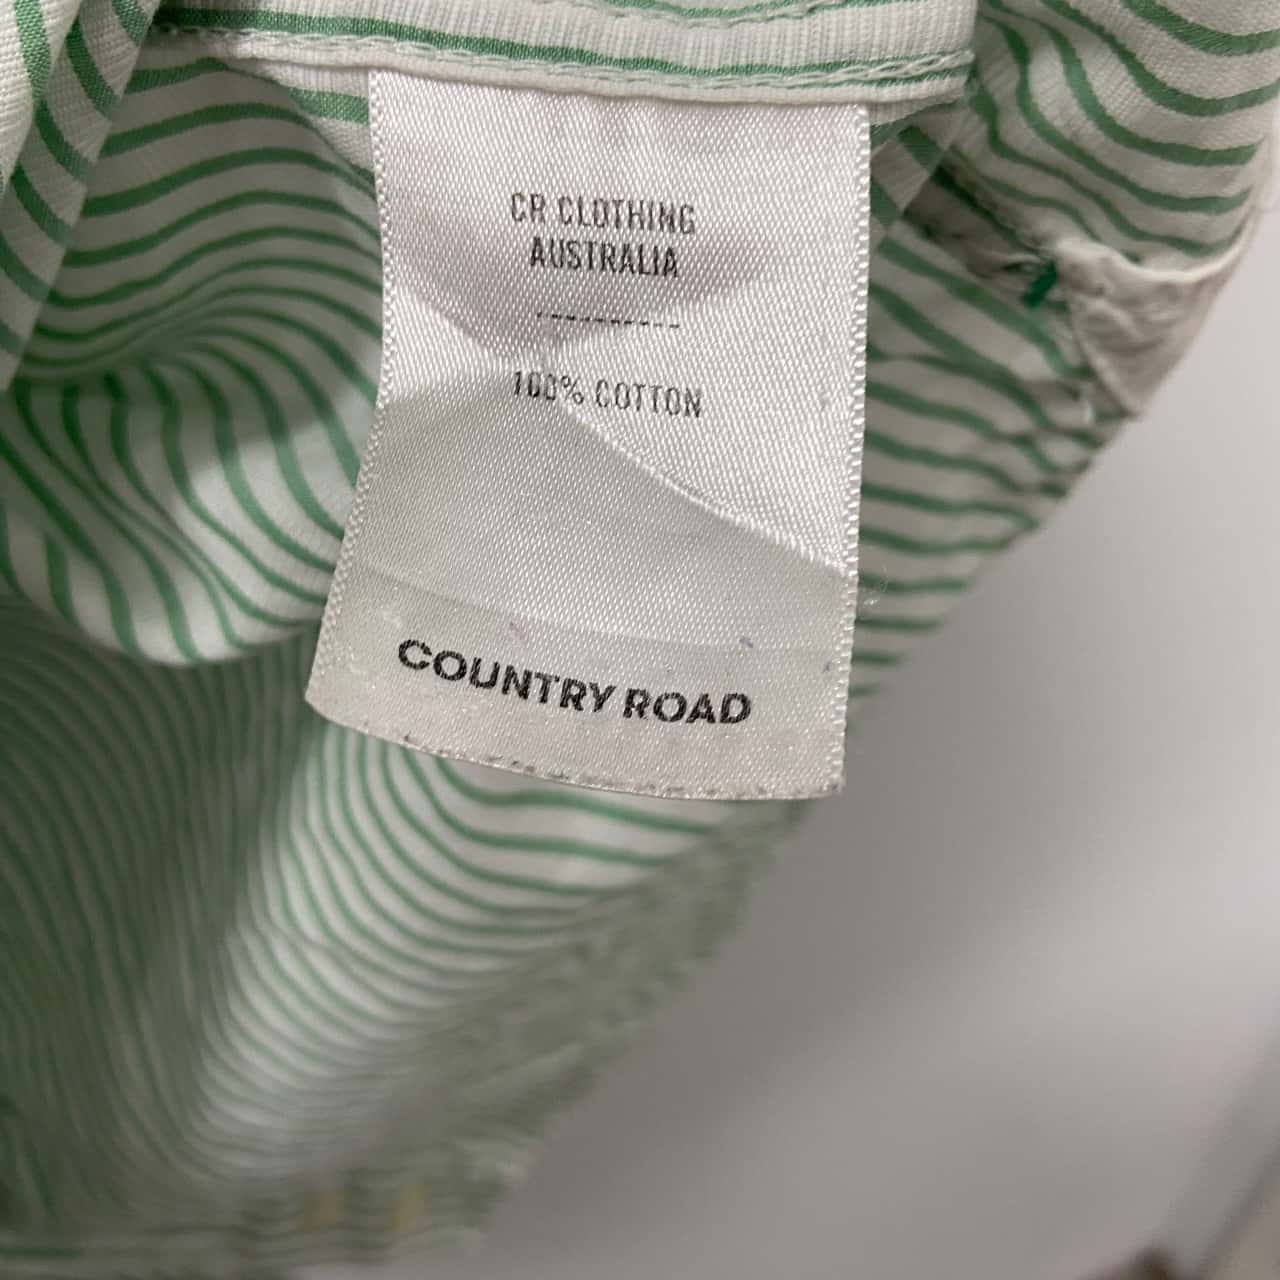 CR CLOTHING
AUSTRALIA
----------
100% COTTON
COUNTRY ROAD